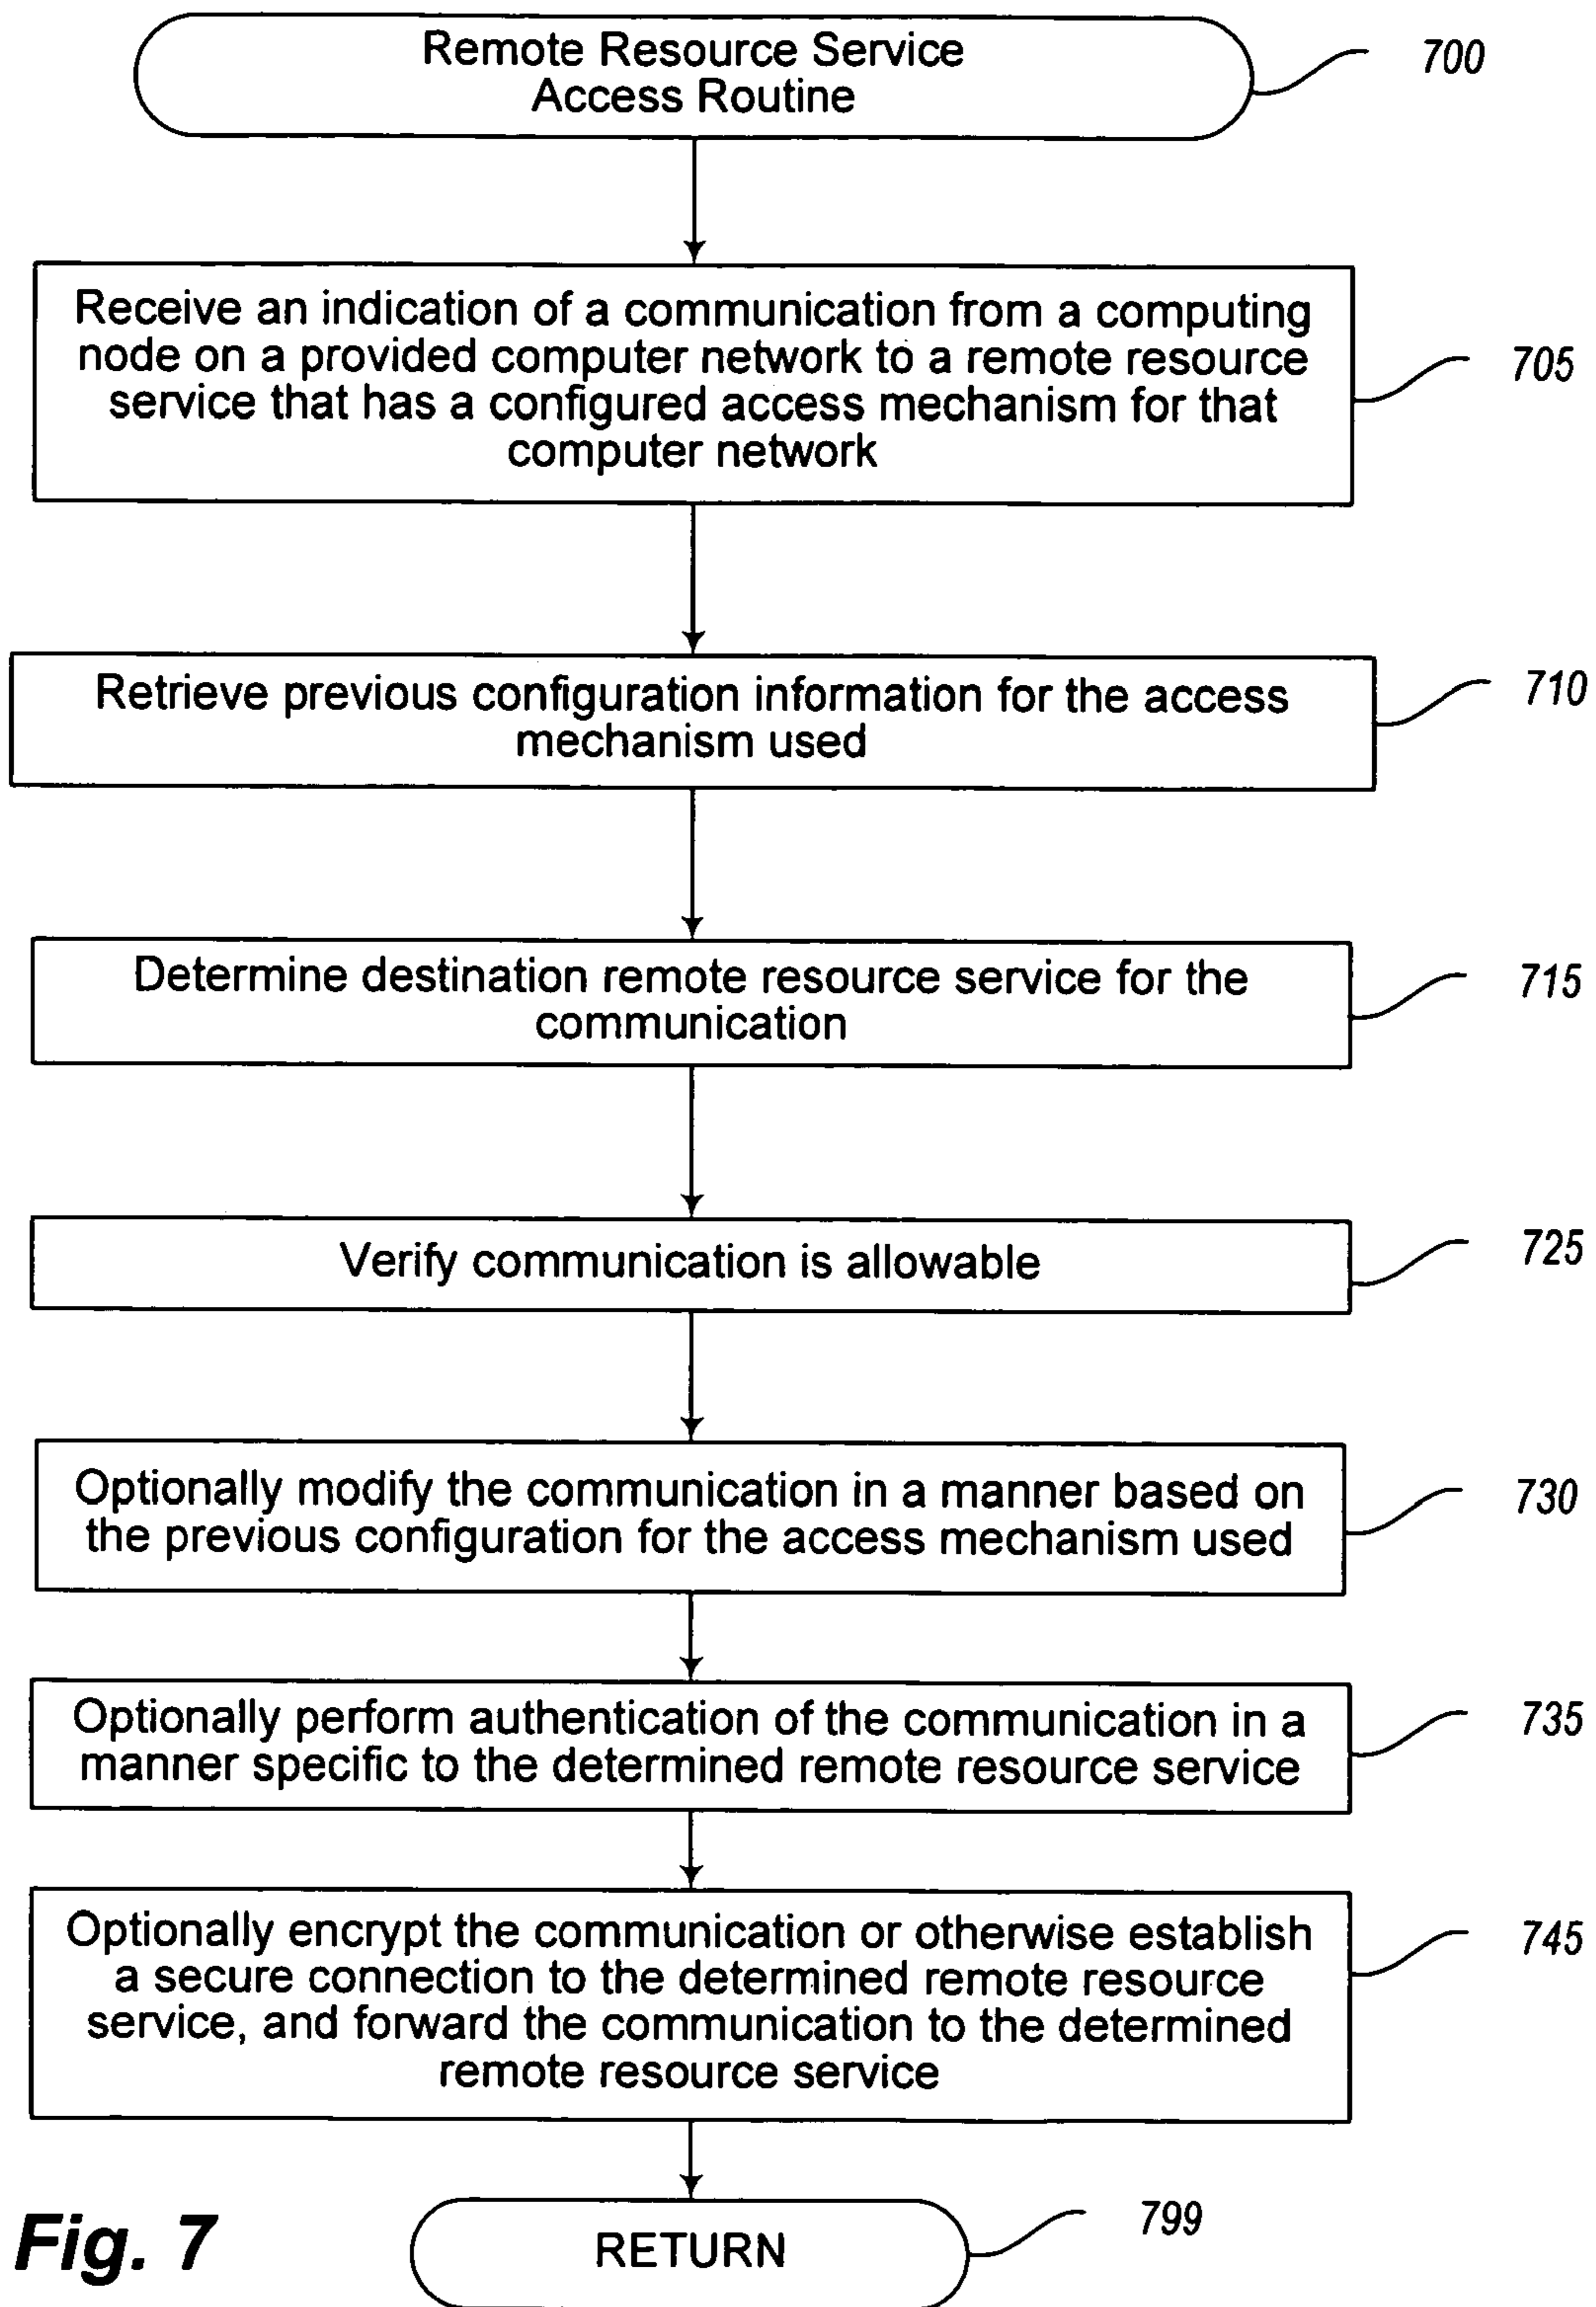 Remote Resource Service
Access Routine
700
Receive an indication of a communication from a computing
node on a provided computer network to a remote resource
service that has a configured access mechanism for that
computer network
705
Retrieve previous configuration information for the access
mechanism used
710
Determine destination remote resource service for the
communication
715
Verify communication is allowable
725
Optionally modify the communication in a manner based on
the previous configuration for the access mechanism used
730
Optionally perform authentication of the communication in a
manner specific to the determined remote resource service
735
Optionally encrypt the communication or otherwise establish
a secure connection to the determined remote resource
service, and forward the communication to the determined
remote resource service
745
RETURN
799
Fig. 7